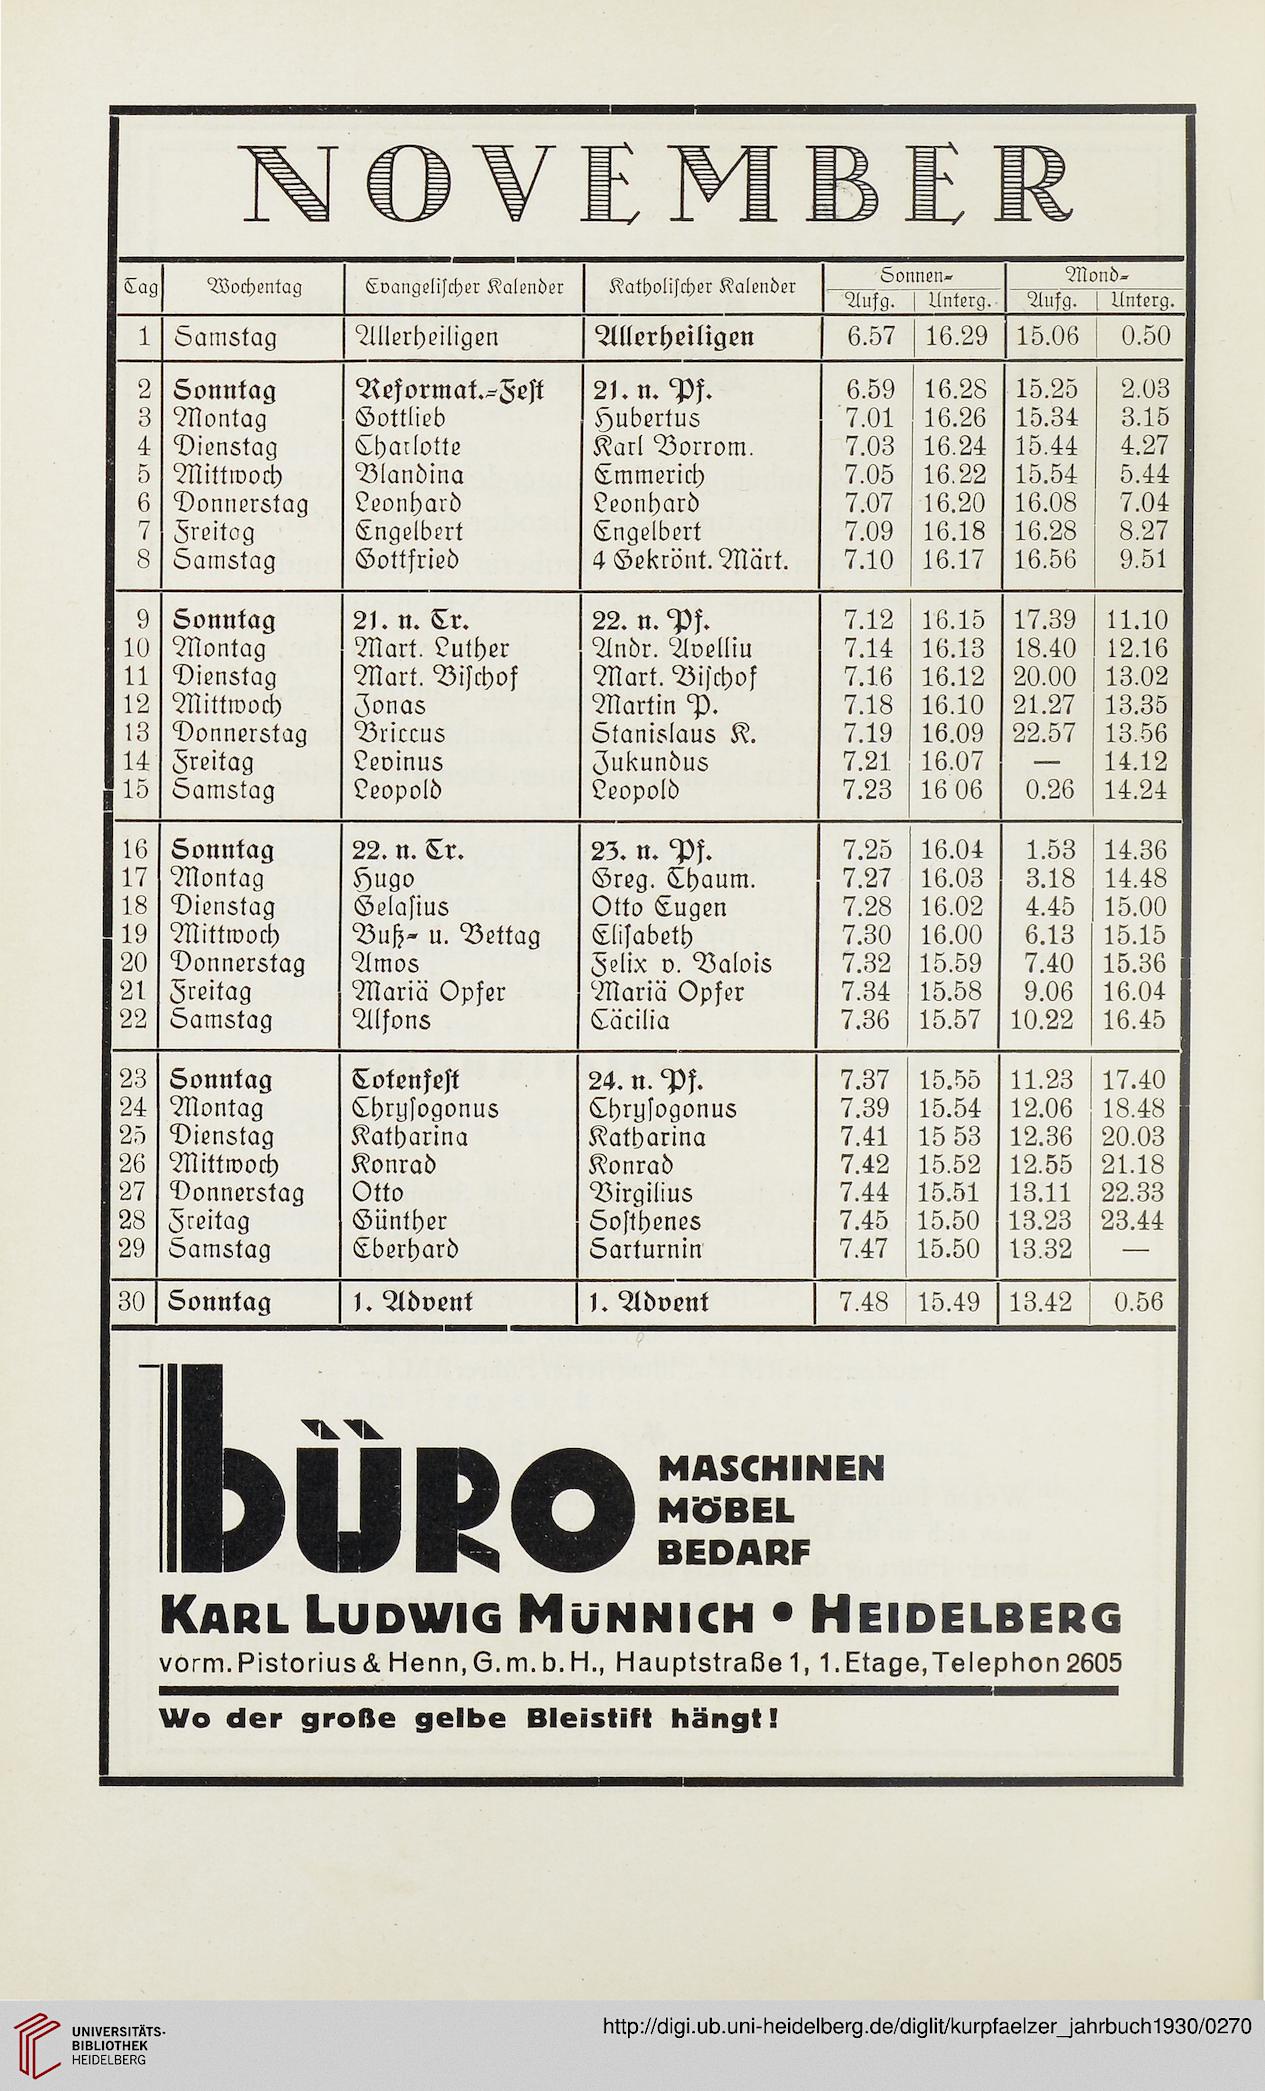 NOVEMBER
Tag Wochentag Evangelischer Kalender Katholischer Kalender Sonnen- Mond-
Aufg. Unterg. Aufg. Unterg.
1 Samstag Allerheiligen Allerheiligen 6.57 16.29 15.06 0.50
2 Sonntag Reformat.-Fest 21. n. Pf. 6.59 16.28 15.25 2.03
3 Montag Gottlieb Hubertus 7.01 16.26 15.34 3.15
4 Dienstag Charlotte Karl Borrom. 7.03 16.24 15.44 4.27
5 Mittwoch Blandina Emmerich 7.05 16.22 15.54 5.44
6 Donnerstag Leonhard Leonhard 7.07 16.20 16.08 7.04
7 Freitag Engelbert Engelbert 7.09 16.18 16.28 8.27
8 Samstag Gottfried 4 Gekrönt. Märt. 7.10 16.17 16.56 9.51
9 Sonntag 21. n. Tr. 22. n. Pf. 7.12 16.15 17.39 11.10
10 Montag Mart. Luther Andr. Avelliu 7.14 16.13 18.40 12.16
11 Dienstag Mart. Bischof Mart. Bischof 7.16 16.12 20.00 13.02
12 Mittwoch Jonas Martin P. 7.18 16.10 21.27 13.35
13 Donnerstag Briccus Stanislaus K. 7.19 16.09 22.57 13.56
14 Freitag Levinus Jukundus 7.21 16.07 — 14.12
15 Samstag Leopold Leopold 7.23 16 06 0.26 14.24
16 Sonntag 22. n. Tr. 23. n. Pf. 7.25 16.04 1.53 14.36
17 Montag Hugo Greg. Thaum. 7.27 16.03 3.18 14.48
18 Dienstag Gelasius Otto Eugen 7.28 16.02 4.45 15.00
19 Mittwoch Buß- u. Bettag Elisabeth 7.30 16.00 6.13 15.15
20 Donnerstag Amos Felix v. Valois 7.32 15.59 7.40 15.36
21 Freitag Mariä Opfer Mariä Opfer 7.34 15.58 9.06 16.04
22 Samstag Alfons Cäcilia 7.36 15.57 10.22 16.45
23 Sonntag Totenfest 24. n. Pf. 7.37 15.55 11.23 17.40
24 Montag Chrysogonus Chrysogonus 7.39 15.54 12.06 18.48
25 Dienstag Katharina Katharina 7.41 15 53 12.36 20.03
26 Mittwoch Konrad Konrad 7.42 15.52 12.55 21.18
27 Donnerstag Otto Virgilius 7.44 15.51 13.11 22.33
28 Freitag Günther Sosthenes 7.45 15.50 13.23 23.44
29 Samstag Eberhard Sarturnin 7.47 15.50 13.32 —
30 Sonntag 1. Advent 1. Advent 7.48 15.49 13.42 0.56
büRO
MASCHINEN
MÖBEL
BEDARF
KARL LUDWIG MÜNNICH • HEIDELBERG
vorm. Pistorius & Henn, G.m.b.H., Hauptstraße 1, 1. Etage, Telephon 2605
Wo der große gelbe Bleistift hängt!
UNIVERSITÄTS-
BIBLIOTHEK
HEIDELBERG
http://digi.ub.uni-heidelberg.de/diglit/kurpfaelzer_jahrbuch1930/0270